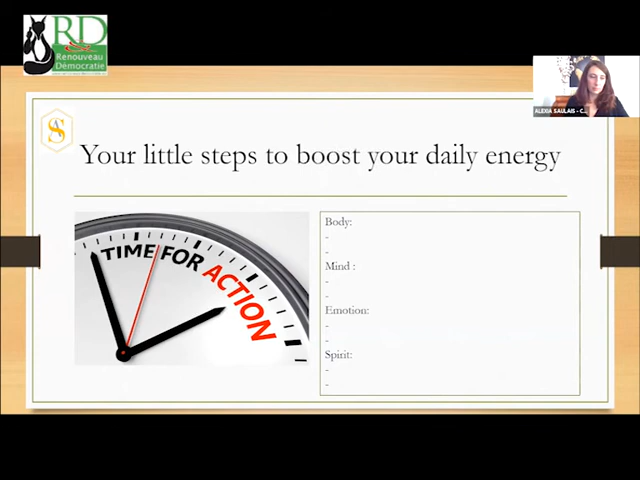 RD
Renouveau
Démocratie
ALEXIA SAULAIS - C...
S
Your little steps to boost your daily energy
TIME FOR ACTION
Body:
-
-
Mind :
-
-
Emotion:
-
-
Spirit:
-
-